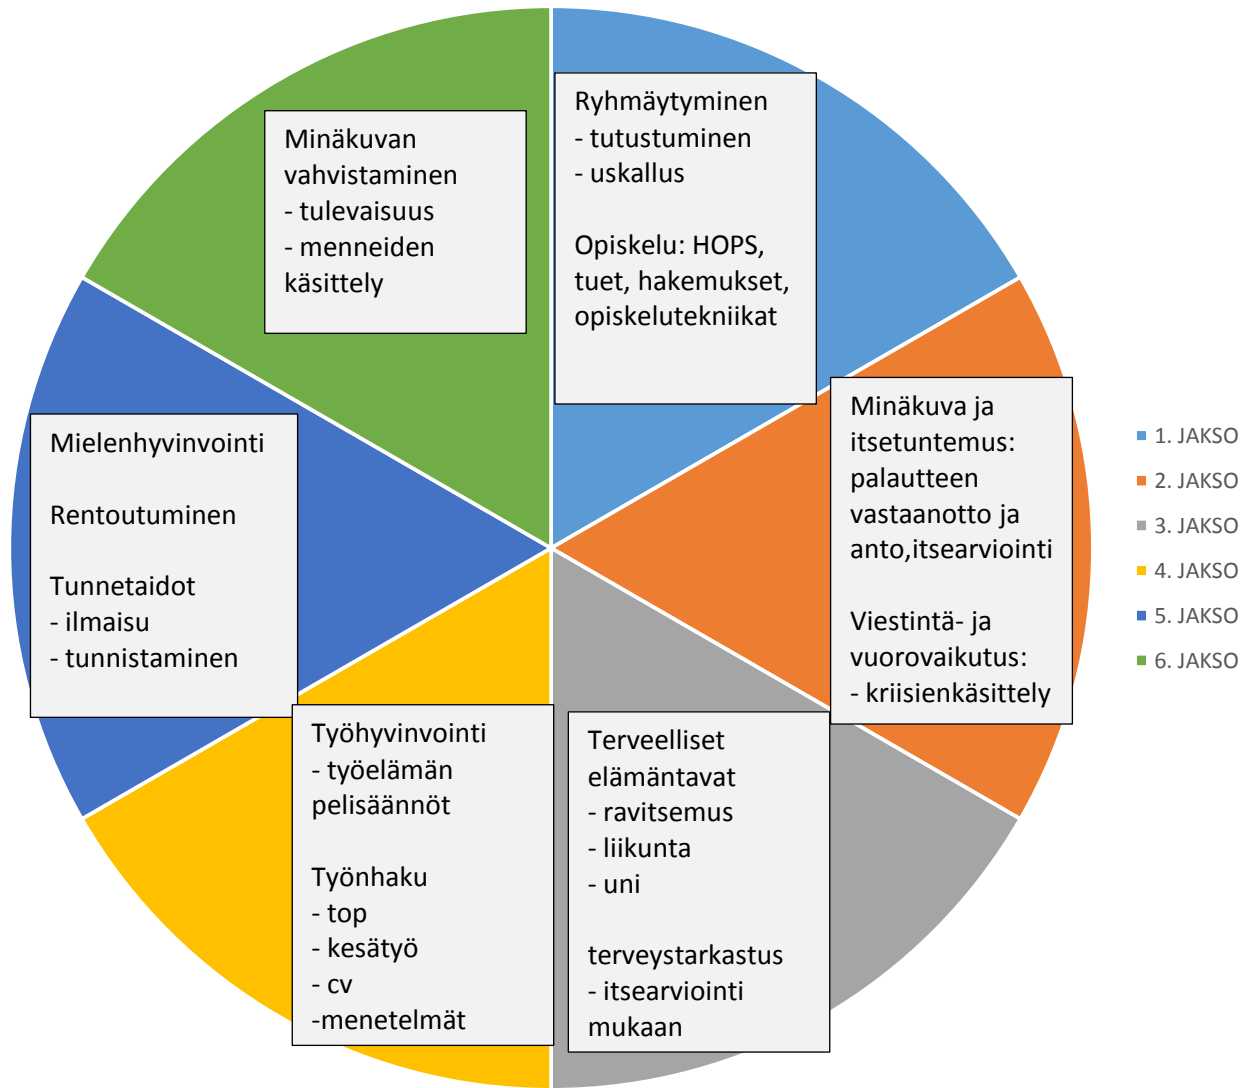 Ryhmäytyminen
- tutustuminen
- uskallus
Opiskelu: HOPS,
tuet, hakemukset,
opiskelutekniikat
Minäkuvan
vahvistaminen
- tulevaisuus
- menneiden
käsittely
Minäkuva ja
itsetuntemus:
palautteen
vastaanotto ja
anto,itsearviointi
Viestintä- ja
vuorovaikutus:
- kriisienkäsittely
Mielenhyvinvointi
Rentoutuminen
Tunnetaidot
- ilmaisu
- tunnistaminen
Työhyvinvointi
- työelämän
pelisäännöt
Työnhaku
- top
- kesätyö
- cv
-menetelmät
Terveelliset
elämäntavat
- ravitsemus
- liikunta
- uni
terveystarkastus
- itsearviointi
mukaan
1. JAKSO
2. JAKSO
3. JAKSO
4. JAKSO
5. JAKSO
6. JAKSO